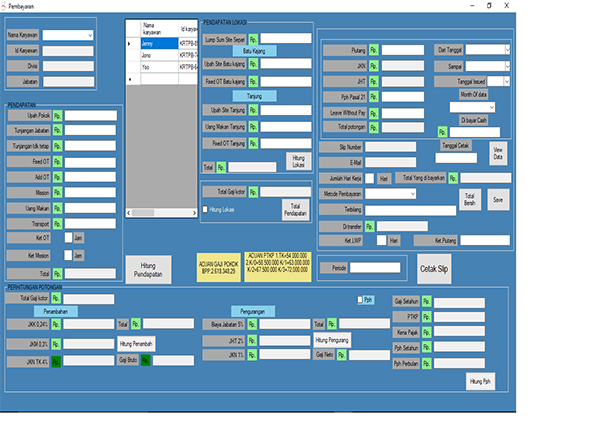 Pembayaran
Nama Karyawan
Id Karyawan
Divisi
Jabatan
Nama karyawan
Id karyawan
Jenny
KRTPB-E
Jono
KRTPB-T
Yoo
KRTPB-E
PENDAPATAN
Upah Pokok Rp.
Tunjangan Jabatan Rp.
Tunjangan tdk tetap Rp.
Fixed OT Rp.
Add OT Rp.
Mission Rp.
Uang Makan Rp.
Transport Rp.
Ket OT Jam
Ket Mission Jam
Total Rp.
PENDAPATAN LOKASI
Lump Sum Site Separi Rp.
Batu Kajang
Upah Site Batu Kajang Rp.
Fixed OT Batu kajang Rp.
Tanjung
Upah Site Tanjung Rp.
Uang Makan Tanjung Rp.
Fixed OT Tanjung Rp.
Total Rp.
Hitung Lokasi
Total Gaji kotor Rp.
Hitung Lokasi
Total Pendapatan
Hitung Pendapatan
ACUAN GAJI POKOK
BPP:2.618.348,29
ACUAN PTKP 1.TK=54.000.000
2.K/0=58.500.000 K/1=63.000.000
K/2=67.500.000 K/3=72.000.000
Piutang Rp.
JKN Rp.
JHT Rp.
Pph Pasal 21 Rp.
Leave Without Pay Rp.
Total potongan Rp.
Dari Tanggal
Sampai
Tanggal Issued
Month Of data
Di bayar Cash
Rp.
Slip Number
E-Mail
Tanggal Cetak
View Data
Jumlah Hari Kerja Hari
Total Yang di bayarkan Rp.
Metode Pembayaran
Total Bersih
Save
Terbilang
Di transfer Rp.
Ket.LWP Hari
Ket.Piutang
Periode
Cetak Slip
PERHITUNGAN POTONGAN
Total Gaji kotor Rp.
Penambahan
JKK 0,24% Rp.
Total Rp.
JKM 0,3% Rp.
Hitung Penambah
JKN TK.4% Rp.
Gaji Bruto Rp.
Pengurangan
Biaya Jabatan 5% Rp.
Total Rp.
JHT 2% Rp.
Hitung Pengurang
JKN 1% Rp.
Gaji Neto Rp.
Pph
Gaji Setahun Rp.
PTKP Rp.
Kena Pajak Rp.
Pph Setahun Rp.
Pph Perbulan Rp.
Hitung Pph